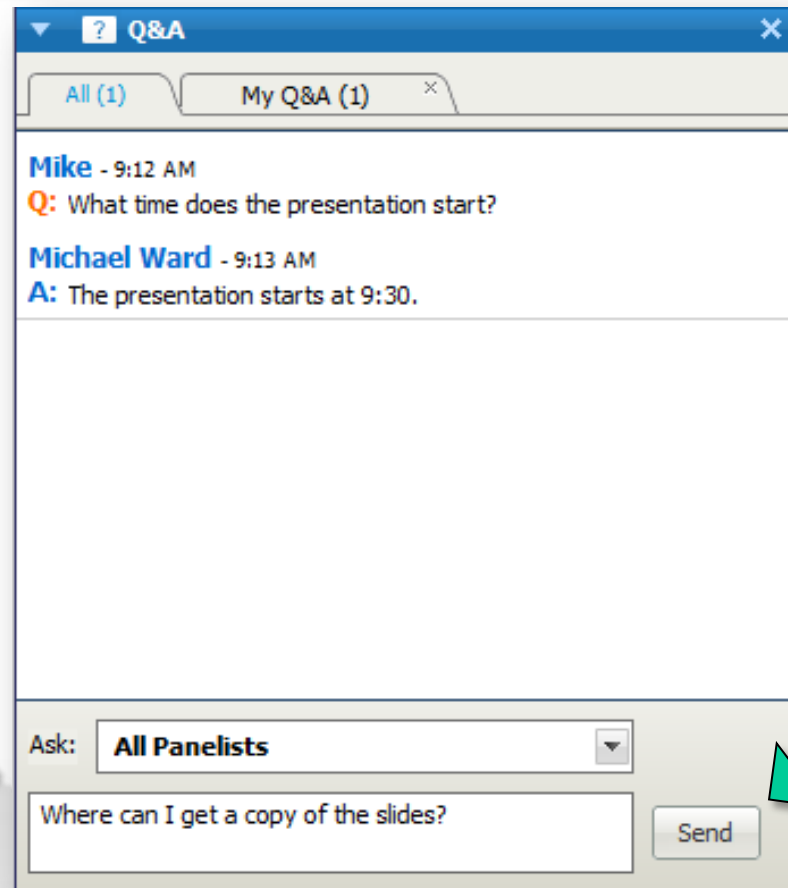 ? Q&A
All (1) My Q&A (1)
Mike - 9:12 AM
Q: What time does the presentation start?
Michael Ward - 9:13 AM
A: The presentation starts at 9:30.
Ask: All Panelists
Where can I get a copy of the slides?
Send